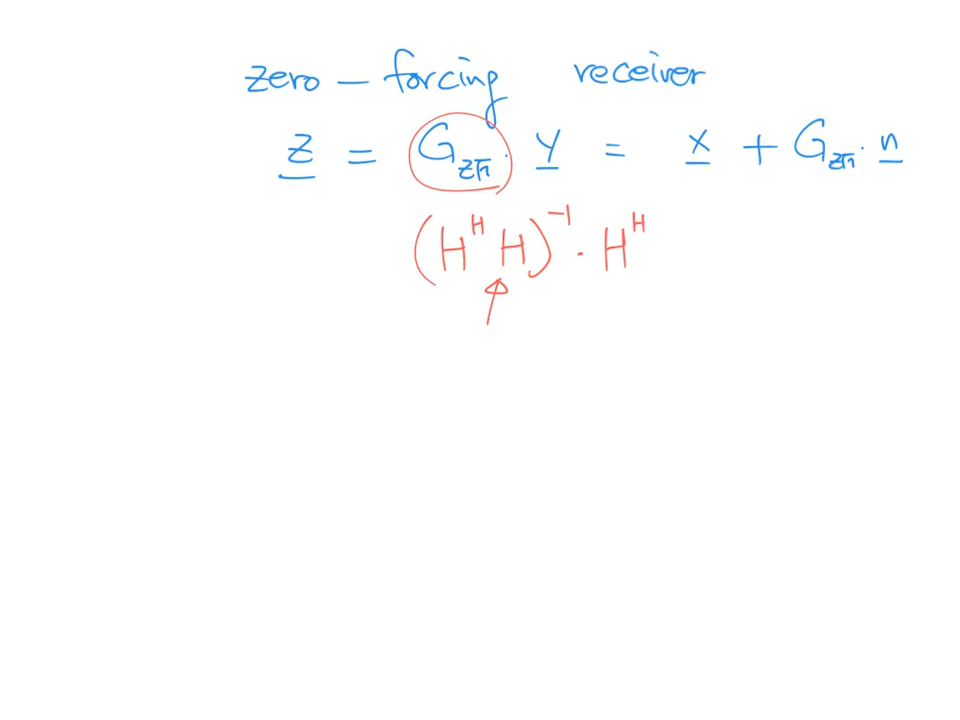 zero - forcing receiver
z = G_ZF · y = x + G_ZF · n
(H^H H)^-1 · H^H